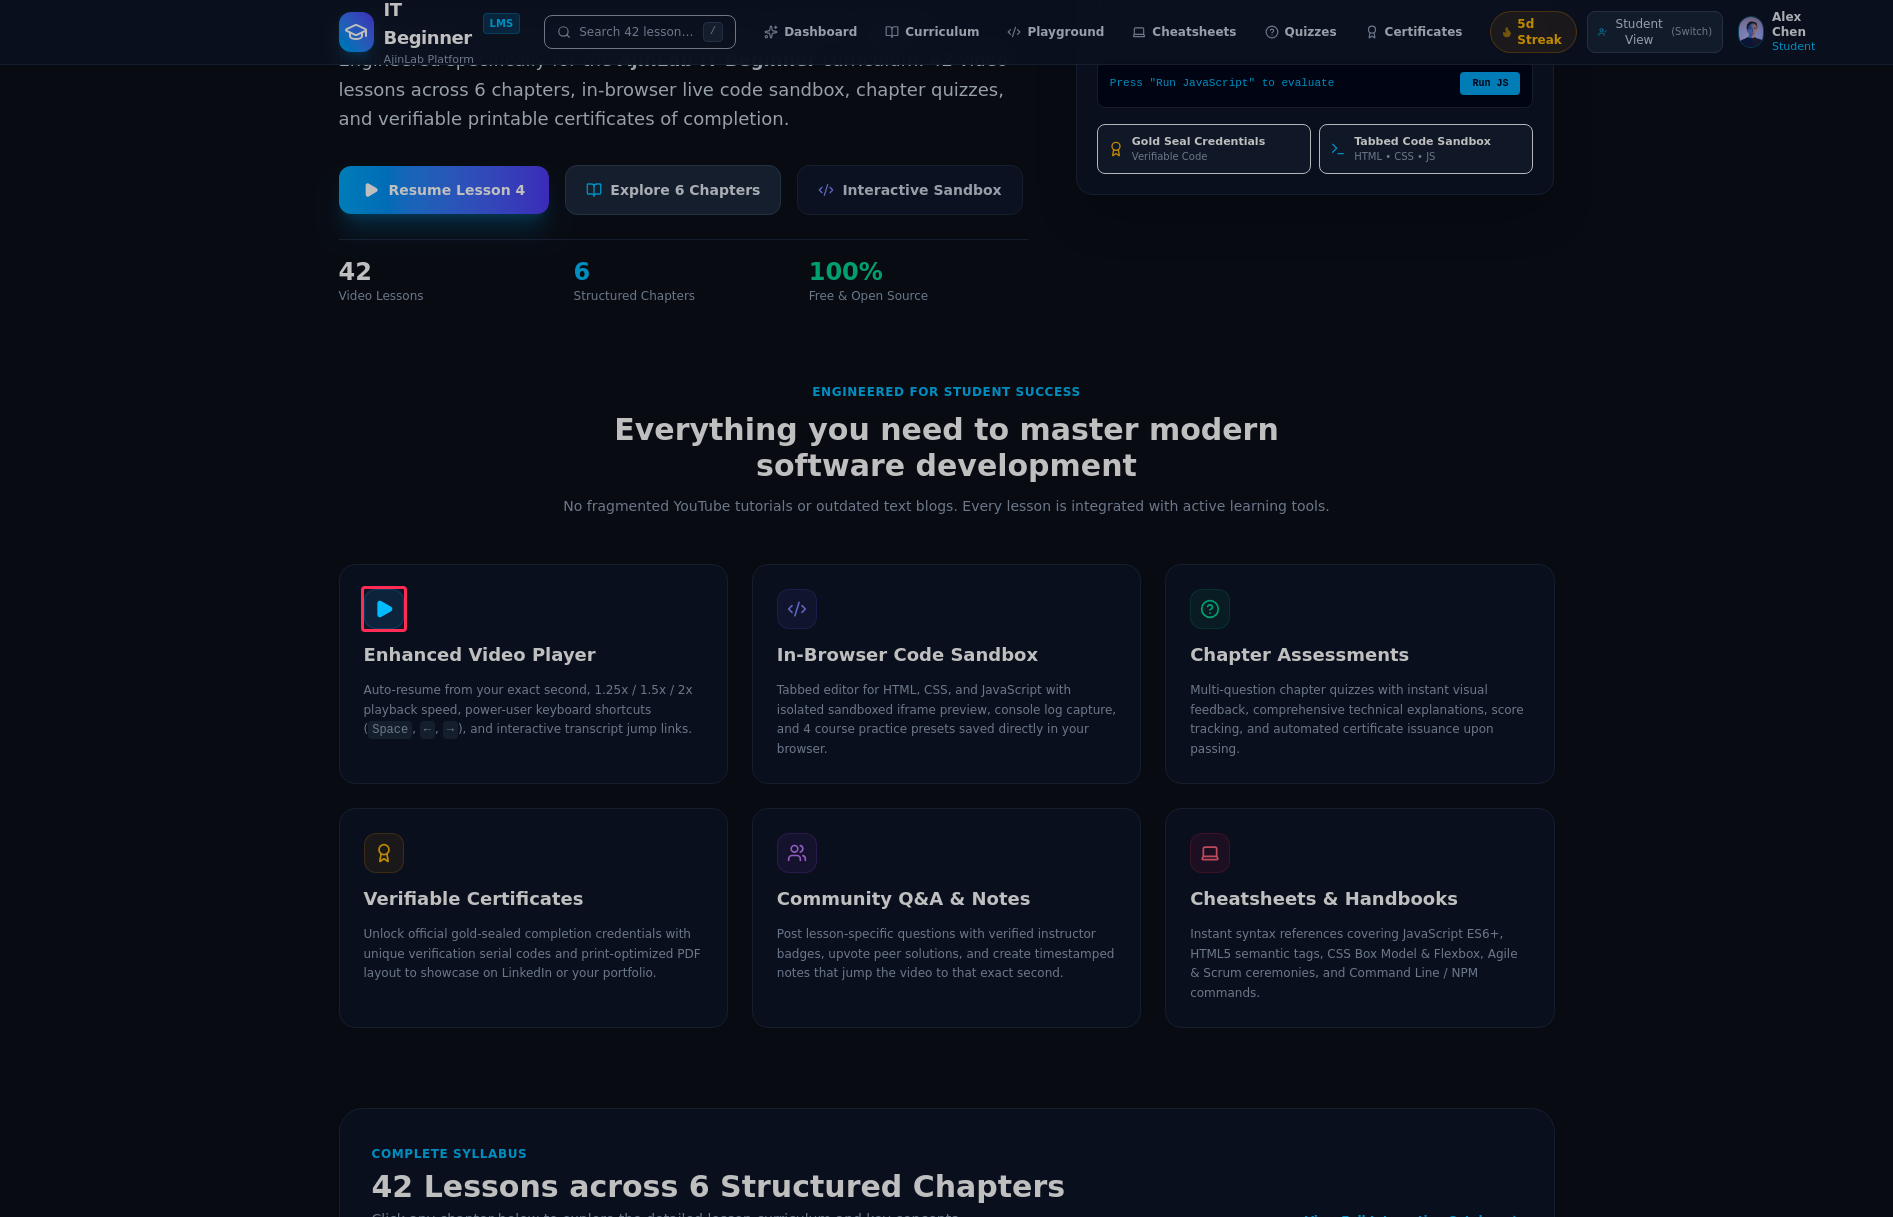 IT
Beginner
LMS
AjinLab Platform
Search 42 lesson...
/
Dashboard
Curriculum
Playground
Cheatsheets
Quizzes
Certificates
5d
Streak
Student
View
(Switch)
Alex
Chen
Student
lessons across 6 chapters, in-browser live code sandbox, chapter quizzes,
and verifiable printable certificates of completion.
Press "Run JavaScript" to evaluate
Run JS
Gold Seal Credentials
Verifiable Code
Tabbed Code Sandbox
HTML • CSS • JS
Resume Lesson 4
Explore 6 Chapters
Interactive Sandbox
42
Video Lessons
6
Structured Chapters
100%
Free & Open Source
ENGINEERED FOR STUDENT SUCCESS
Everything you need to master modern
software development
No fragmented YouTube tutorials or outdated text blogs. Every lesson is integrated with active learning tools.
Enhanced Video Player
Auto-resume from your exact second, 1.25x / 1.5x / 2x
playback speed, power-user keyboard shortcuts
(Space, ←, →), and interactive transcript jump links.
In-Browser Code Sandbox
Tabbed editor for HTML, CSS, and JavaScript with
isolated sandboxed iframe preview, console log capture,
and 4 course practice presets saved directly in your
browser.
Chapter Assessments
Multi-question chapter quizzes with instant visual
feedback, comprehensive technical explanations, score
tracking, and automated certificate issuance upon
passing.
Verifiable Certificates
Unlock official gold-sealed completion credentials with
unique verification serial codes and print-optimized PDF
layout to showcase on LinkedIn or your portfolio.
Community Q&A & Notes
Post lesson-specific questions with verified instructor
badges, upvote peer solutions, and create timestamped
notes that jump the video to that exact second.
Cheatsheets & Handbooks
Instant syntax references covering JavaScript ES6+,
HTML5 semantic tags, CSS Box Model & Flexbox, Agile
& Scrum ceremonies, and Command Line / NPM
commands.
COMPLETE SYLLABUS
42 Lessons across 6 Structured Chapters